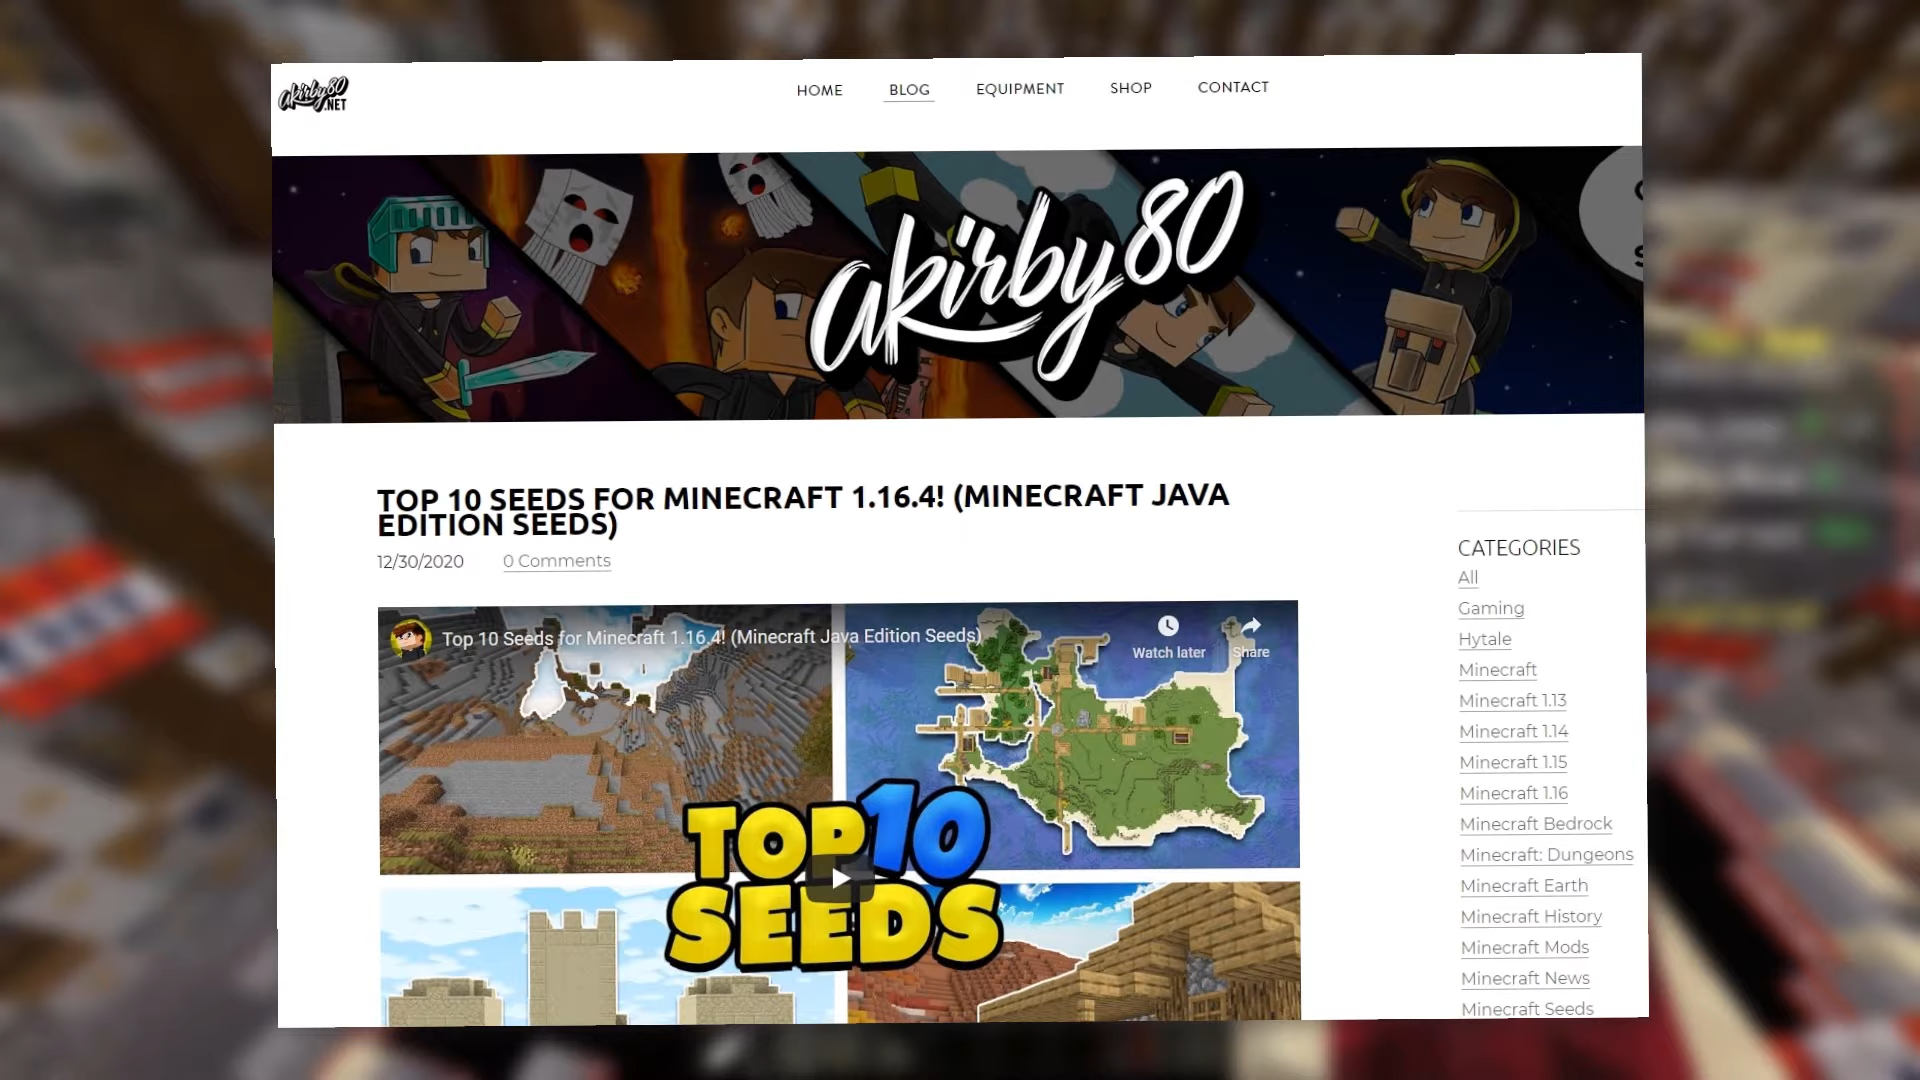 akirby80
.NET
HOME
BLOG
EQUIPMENT
SHOP
CONTACT
akirby80
TOP 10 SEEDS FOR MINECRAFT 1.16.4! (MINECRAFT JAVA
EDITION SEEDS)
12/30/2020
0 Comments
Top 10 Seeds for Minecraft 1.16.4! (Minecraft Java Edition Seeds)
Watch later
Share
TOP 10
SEEDS
CATEGORIES
All
Gaming
Hytale
Minecraft
Minecraft 1.13
Minecraft 1.14
Minecraft 1.15
Minecraft 1.16
Minecraft Bedrock
Minecraft: Dungeons
Minecraft Earth
Minecraft History
Minecraft Mods
Minecraft News
Minecraft Seeds